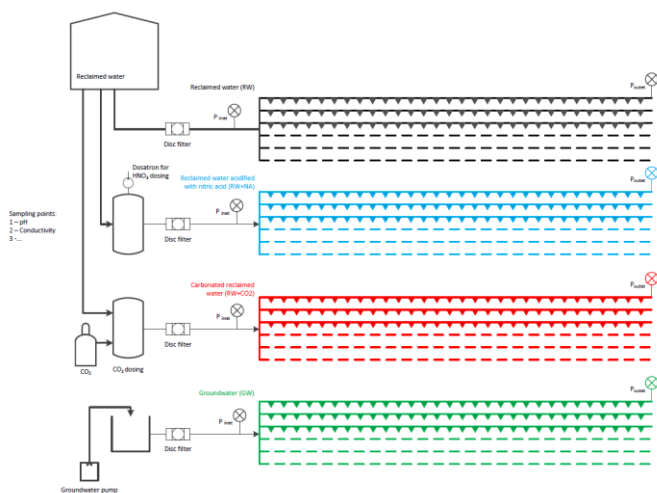 Reclaimed water
Reclaimed water (RW)
P outlet
P inlet
Disc filter
Dosatron for
HNO₃ dosing
Reclaimed water acidified
with nitric acid (RW+NA)
P outlet
P inlet
Disc filter
Sampling points:
1 – pH
2 – Conductivity
3 -...
Carbonated reclaimed
water (RW+CO2)
P outlet
P inlet
Disc filter
CO₂
CO₂ dosing
Groundwater (GW)
P outlet
P inlet
Disc filter
Groundwater pump